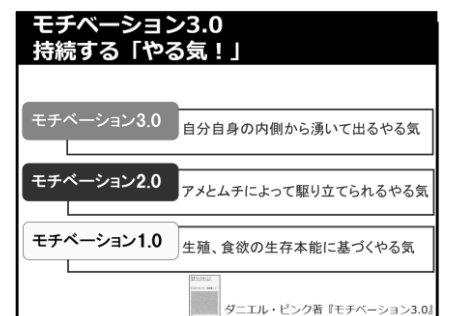 モチベーション3.0
持続する「やる気！」
モチベーション3.0
自分自身の内側から湧いて出るやる気
モチベーション2.0
アメとムチによって駆り立てられるやる気
モチベーション1.0
生殖、食欲の生存本能に基づくやる気
ダニエル・ピンク著『モチベーション3.0』